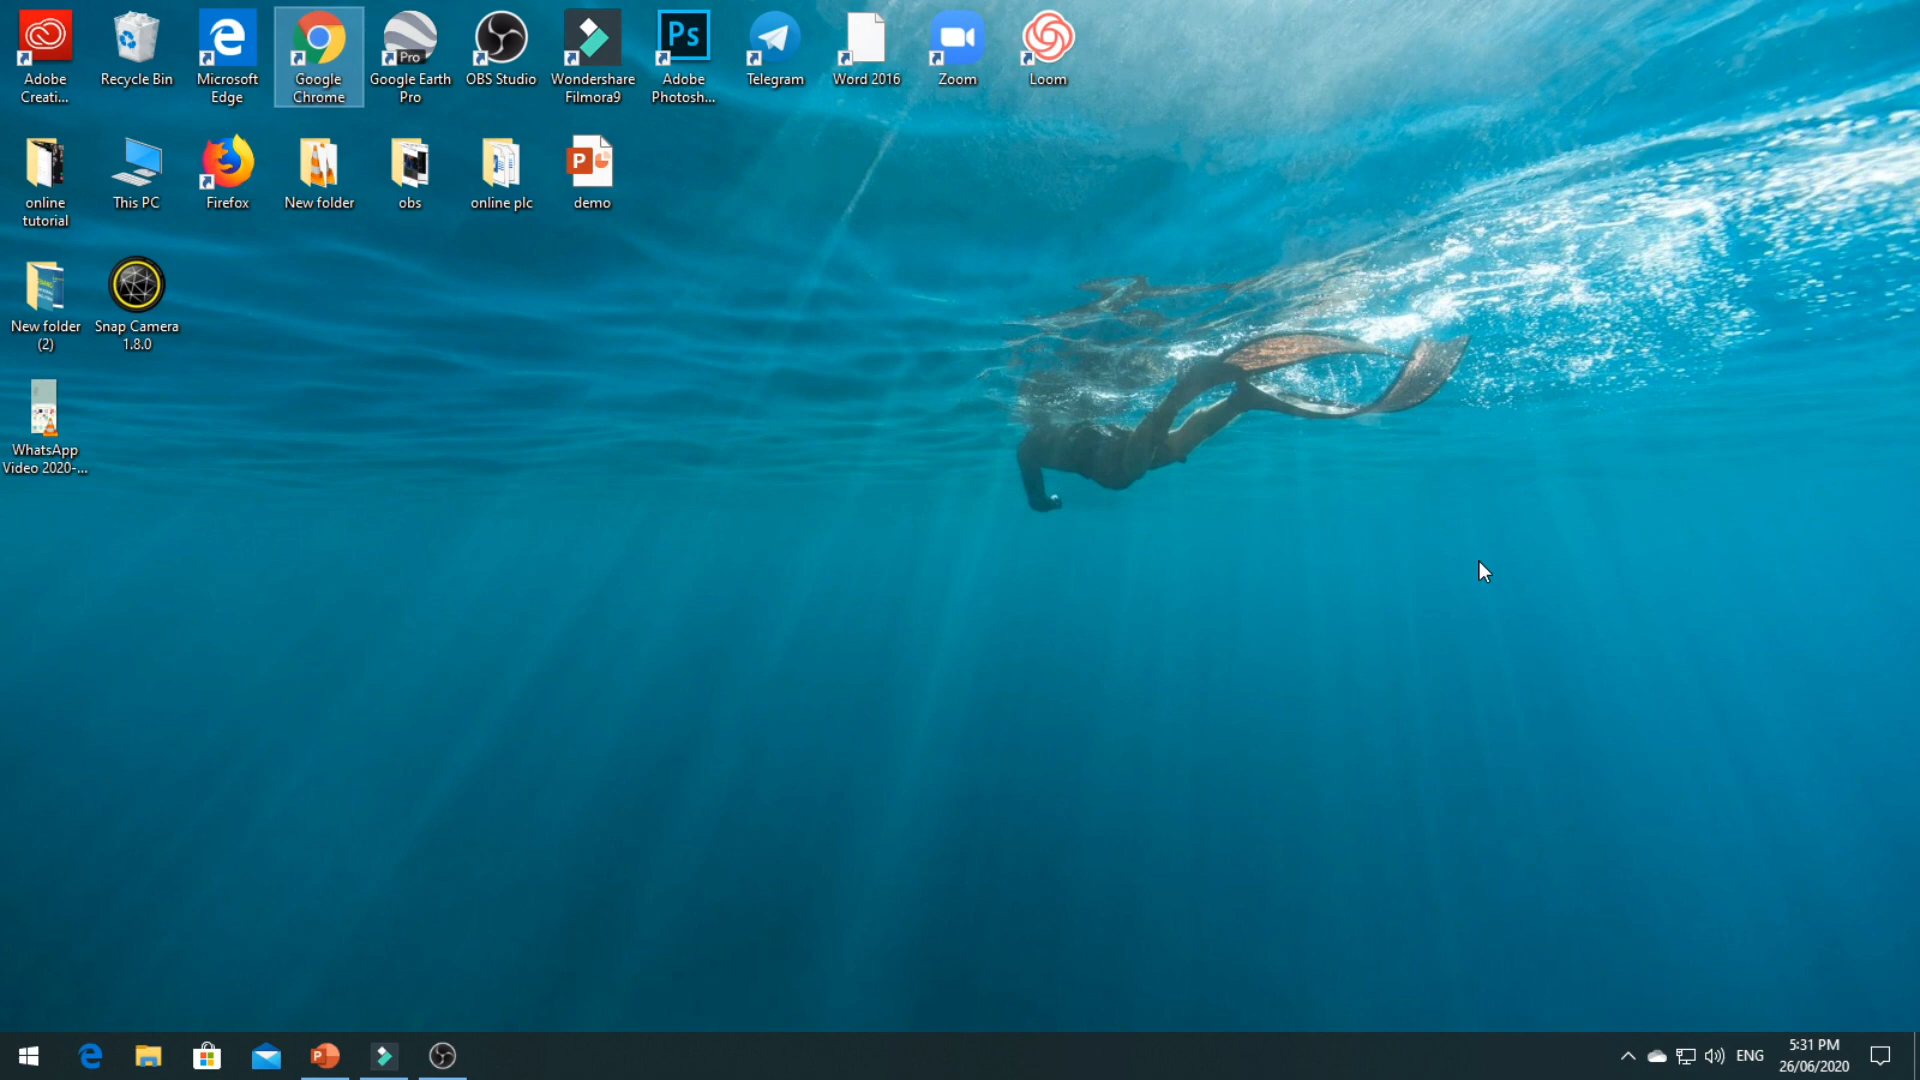 Adobe
Creati...
Recycle Bin
Microsoft
Edge
Google
Chrome
Pro
Google Earth
Pro
OBS Studio
Wondershare
Filmora9
Ps
Adobe
Photosh...
Telegram
Word 2016
Zoom
Loom
online
tutorial
This PC
Firefox
New folder
obs
online plc
P
demo
New folder
(2)
Snap Camera
1.8.0
WhatsApp
Video 2020-...
P
ENG
5:31 PM
26/06/2020